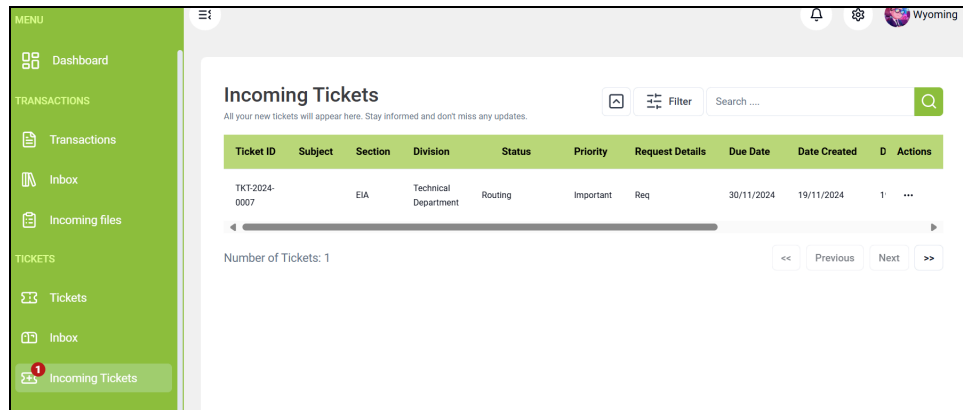 MENU
Wyoming
Dashboard
TRANSACTIONS
Transactions
Inbox
Incoming files
TICKETS
Tickets
Inbox
1
Incoming Tickets
Incoming Tickets
All your new tickets will appear here. Stay informed and don't miss any updates.
Filter
Search ....
Ticket ID Subject Section Division Status Priority Request Details Due Date Date Created D Actions
TKT-2024-
0007
EIA
Technical
Department
Routing Important Req 30/11/2024 19/11/2024 ...
Number of Tickets: 1
<< Previous Next >>